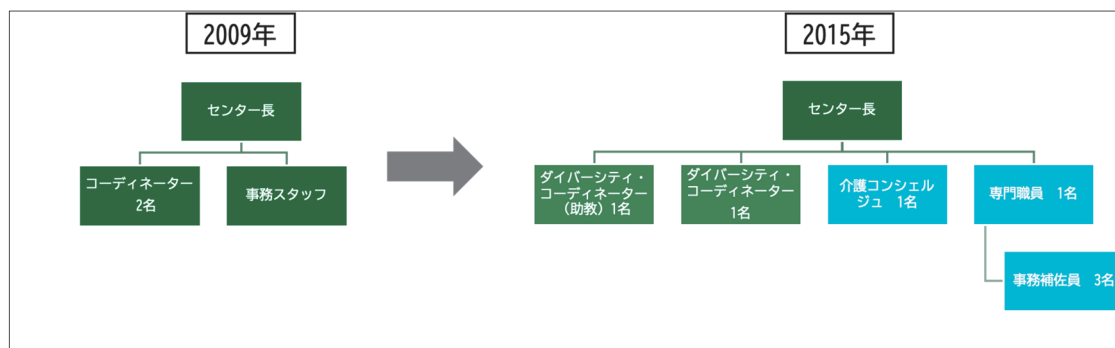 2009年
2015年
センター長
コーディネーター
2名
事務スタッフ
センター長
ダイバーシティ・
コーディネーター
(助教) 1名
ダイバーシティ・
コーディネーター
1名
介護コンシェル
ジュ 1名
専門職員 1名
事務補佐員 3名